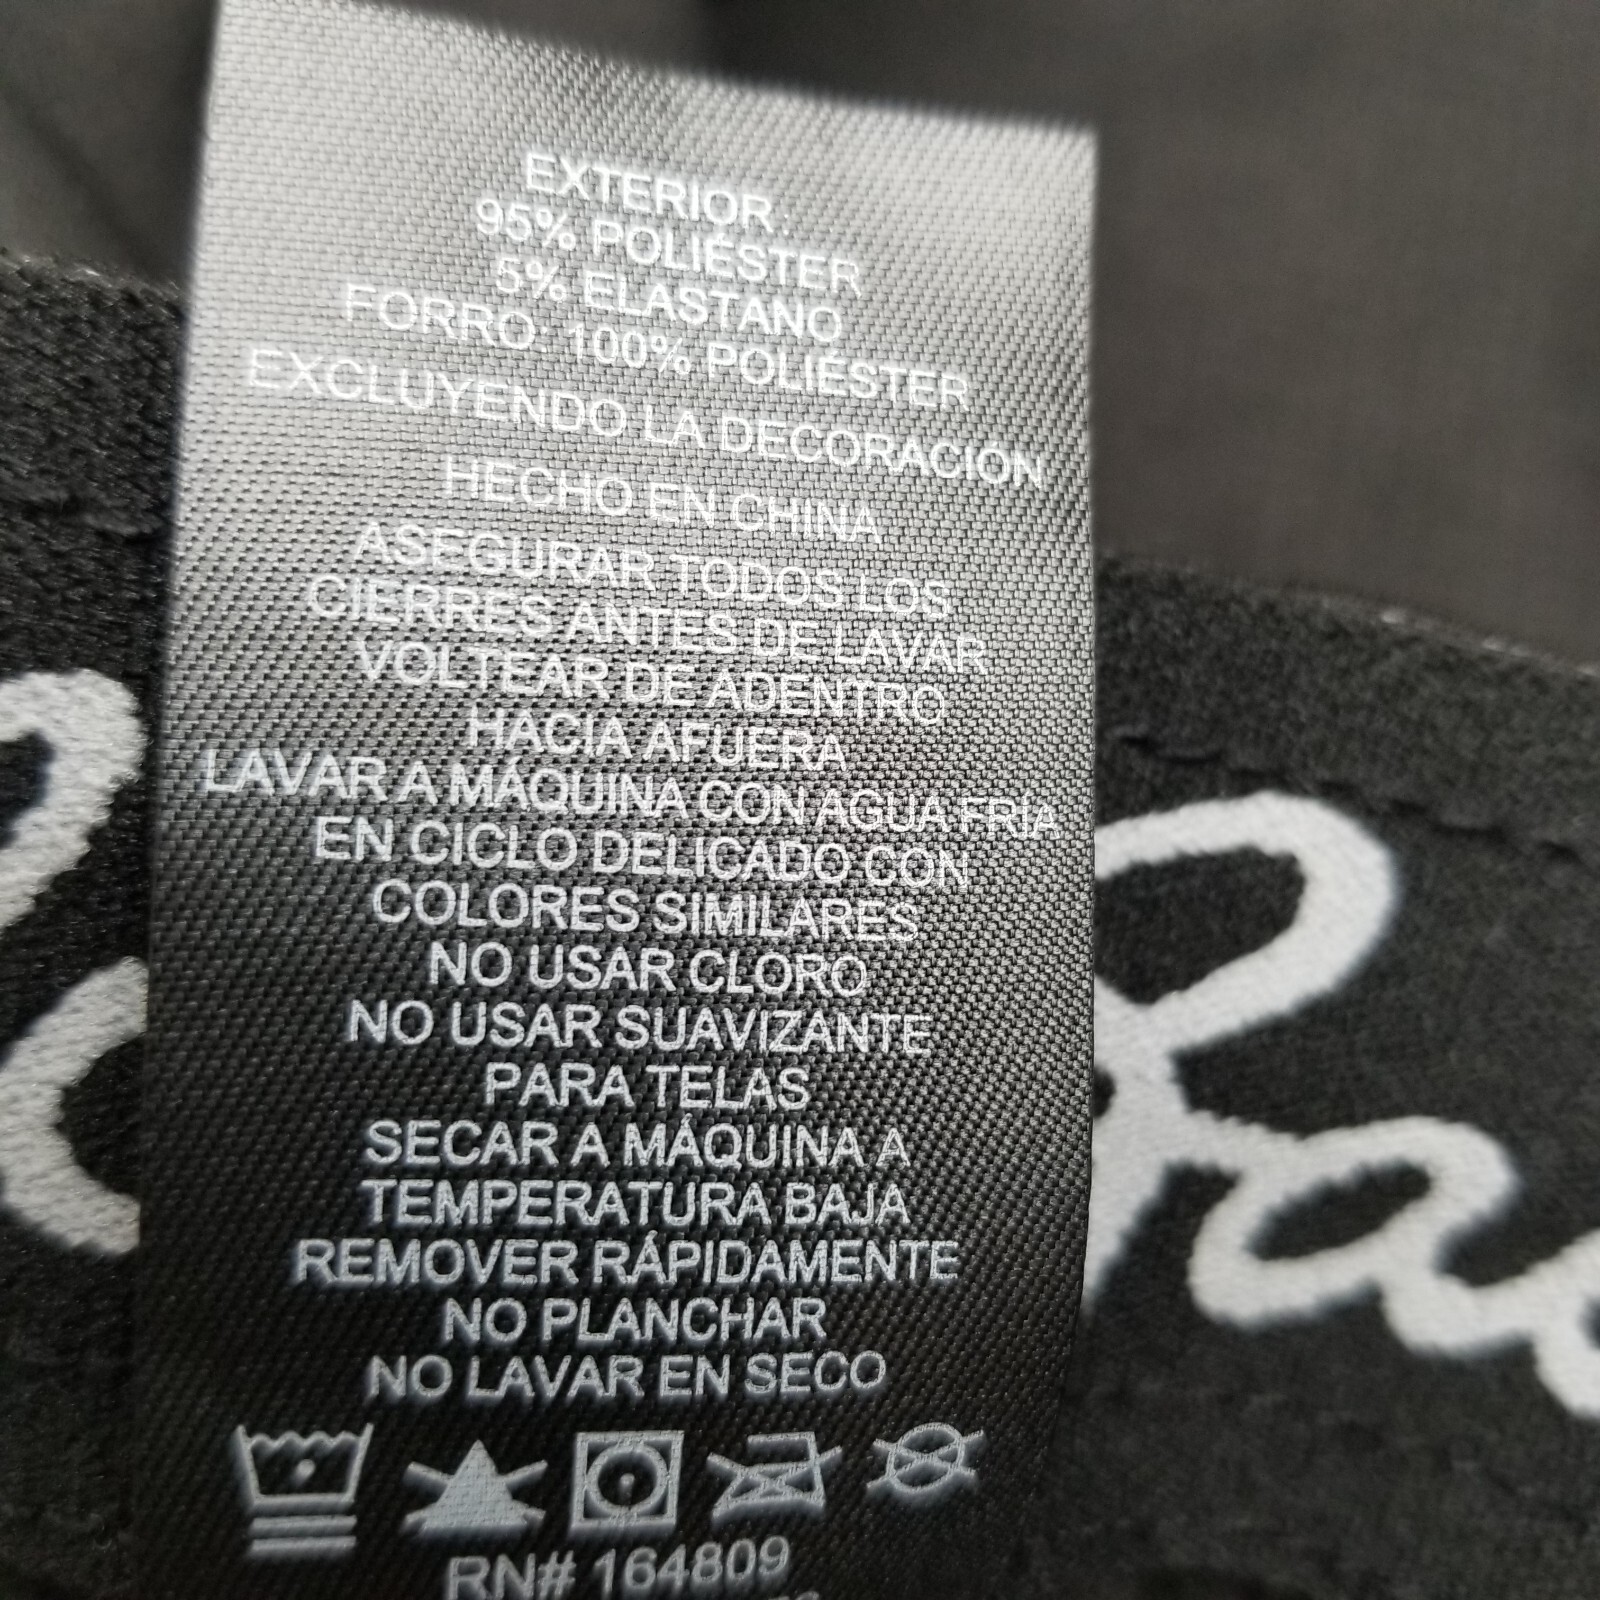 EXTERIOR:
95% POLIÉSTER
5% ELASTANO
FORRO: 100% POLIÉSTER
EXCLUYENDO LA DECORACIÓN
HECHO EN CHINA
ASEGURAR TODOS LOS
CIERRES ANTES DE LAVAR
VOLTEAR DE ADENTRO
HACIA AFUERA
LAVAR A MÁQUINA CON AGUA FRÍA
EN CICLO DELICADO CON
COLORES SIMILARES
NO USAR CLORO
NO USAR SUAVIZANTE
PARA TELAS
SECAR A MÁQUINA A
TEMPERATURA BAJA
REMOVER RÁPIDAMENTE
NO PLANCHAR
NO LAVAR EN SECO
RN# 164809